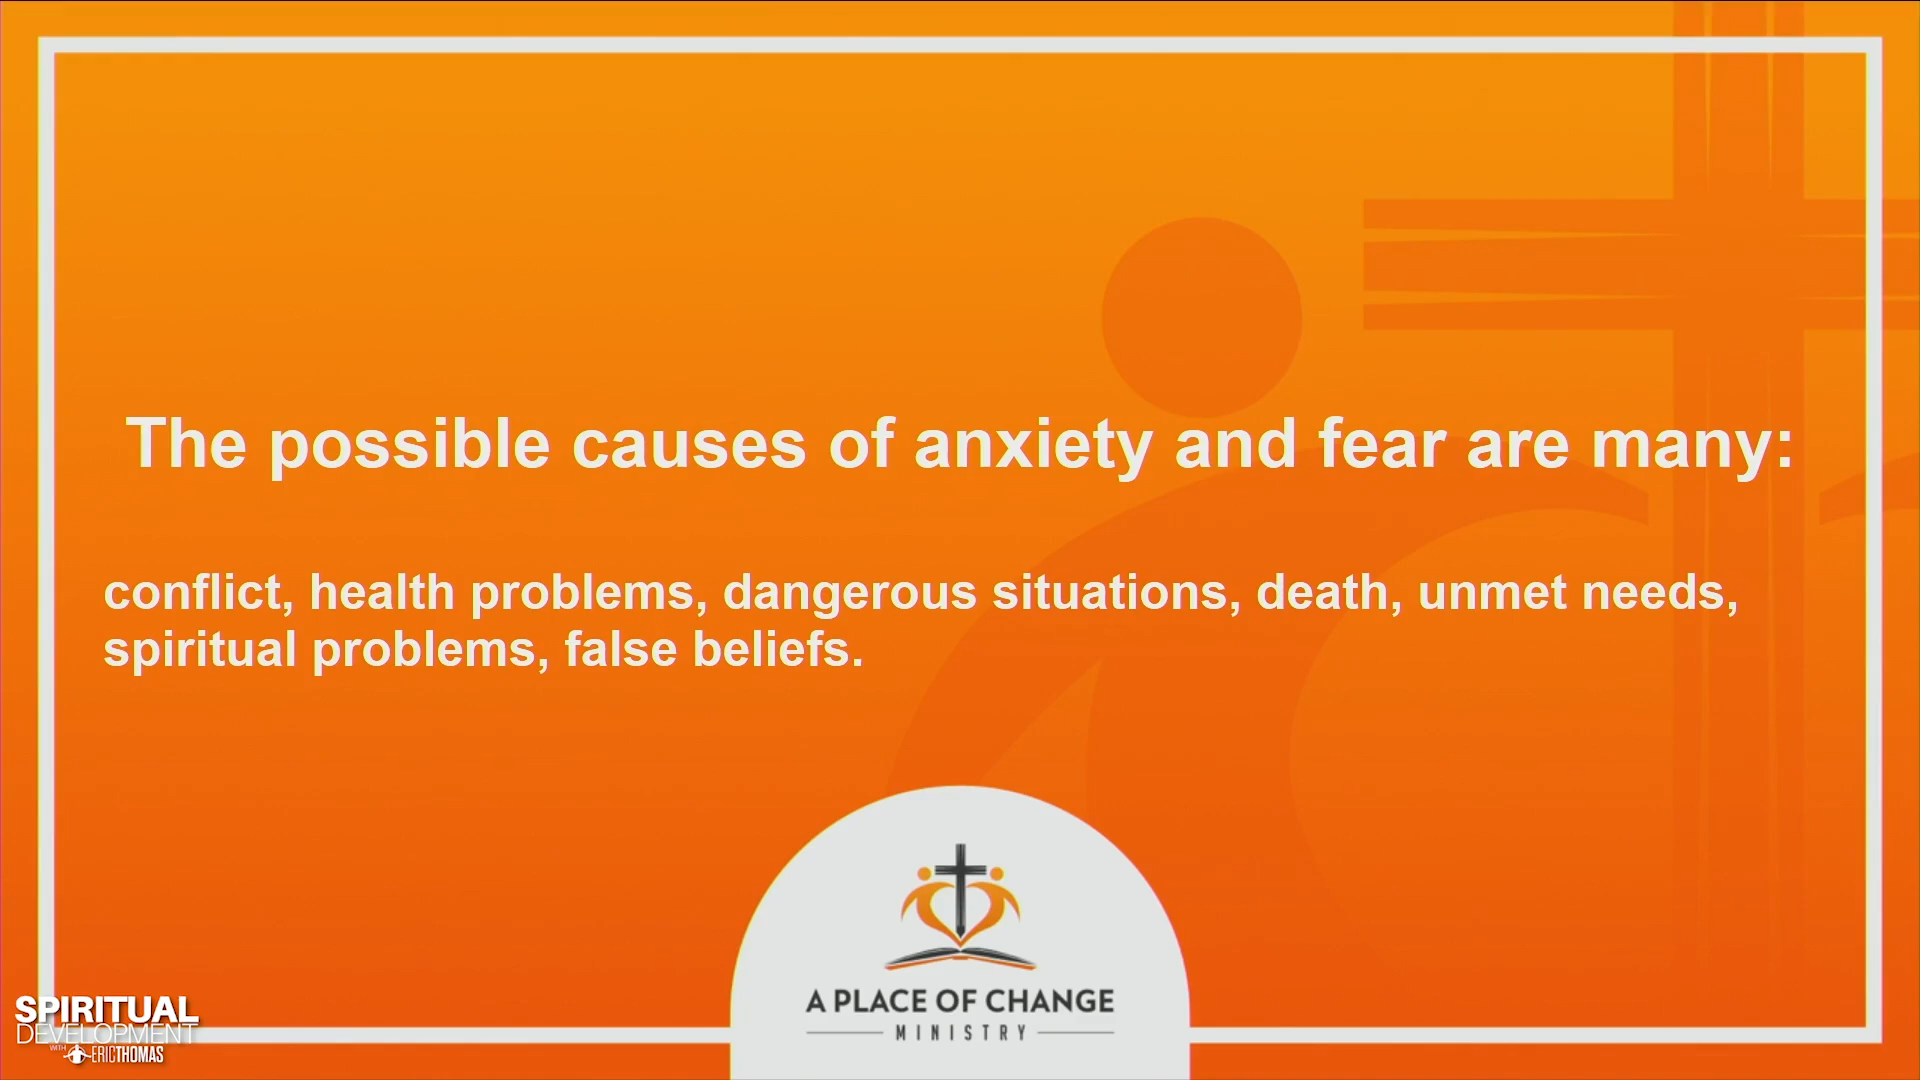 The possible causes of anxiety and fear are many:
conflict, health problems, dangerous situations, death, unmet needs,
spiritual problems, false beliefs.
A PLACE OF CHANGE
MINISTRY
SPIRITUAL
DEVELOPMENT
WITH ERICTHOMAS